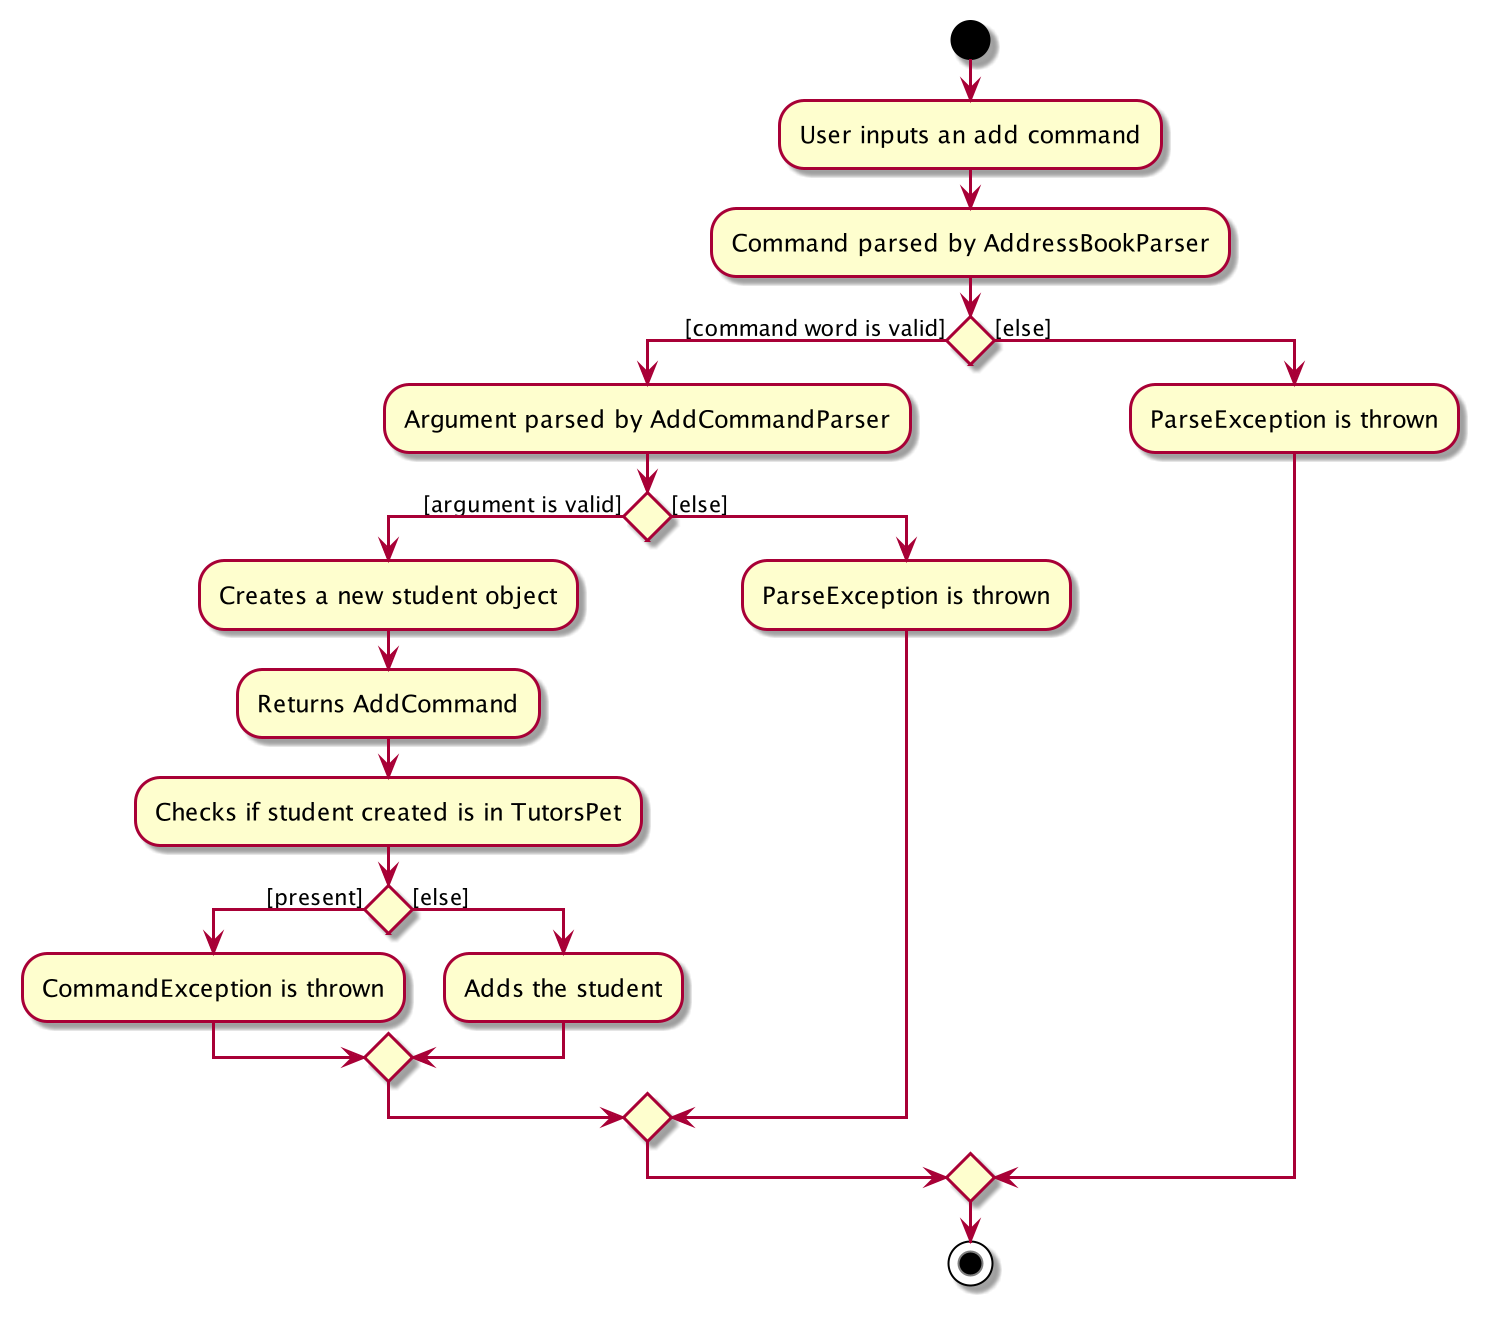 User inputs an add command
Command parsed by AddressBookParser
[command word is valid]
[else]
Argument parsed by AddCommandParser
ParseException is thrown
[argument is valid]
[else]
Creates a new student object
ParseException is thrown
Returns AddCommand
Checks if student created is in TutorsPet
[present]
[else]
CommandException is thrown
Adds the student